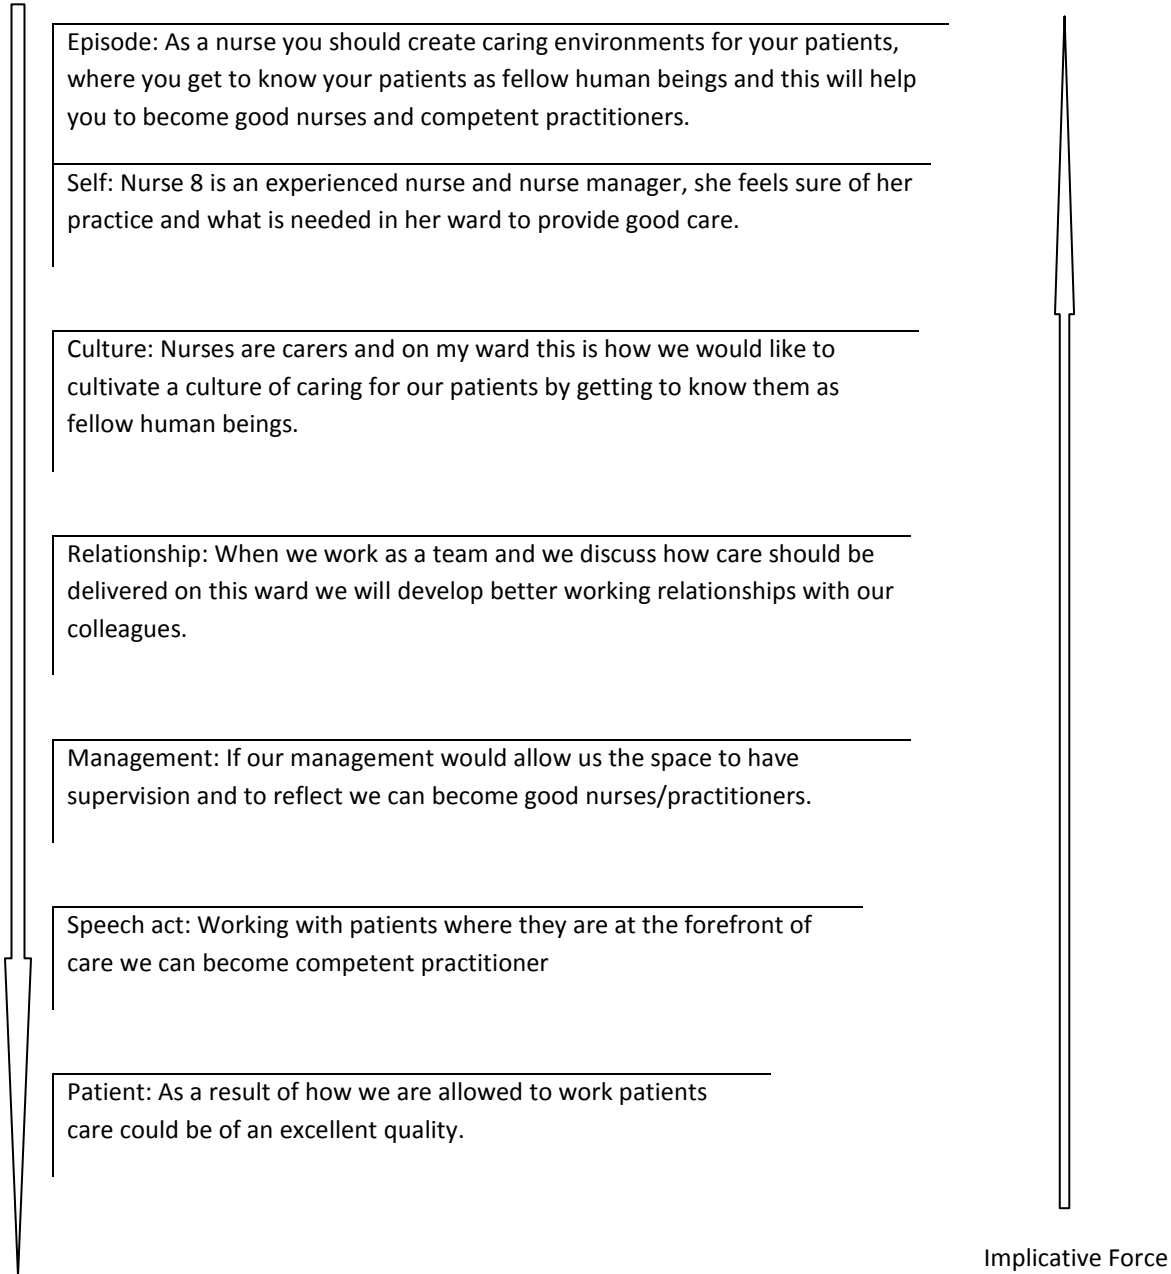 Episode: As a nurse you should create caring environments for your patients,
where you get to know your patients as fellow human beings and this will help
you to become good nurses and competent practitioners.
Self: Nurse 8 is an experienced nurse and nurse manager, she feels sure of her
practice and what is needed in her ward to provide good care.
Culture: Nurses are carers and on my ward this is how we would like to
cultivate a culture of caring for our patients by getting to know them as
fellow human beings.
Relationship: When we work as a team and we discuss how care should be
delivered on this ward we will develop better working relationships with our
colleagues.
Management: If our management would allow us the space to have
supervision and to reflect we can become good nurses/practitioners.
Speech act: Working with patients where they are at the forefront of
care we can become competent practitioner
Patient: As a result of how we are allowed to work patients
care could be of an excellent quality.
Implicative Force